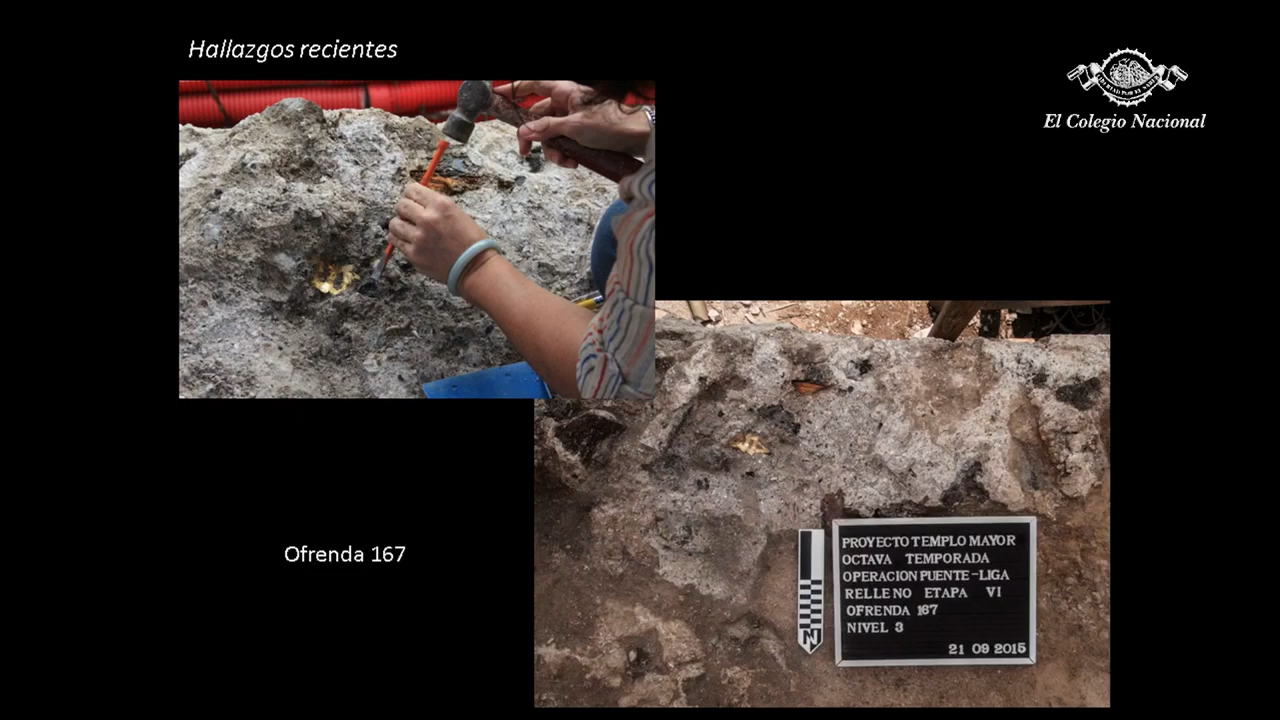 Hallazgos recientes
El Colegio Nacional
Ofrenda 167
PROYECTO TEMPLO MAYOR
OCTAVA TEMPORADA
OPERACION PUENTE-LIGA
RELLENO ETAPA VI
OFRENDA 167
NIVEL 3
21 09 2015
N